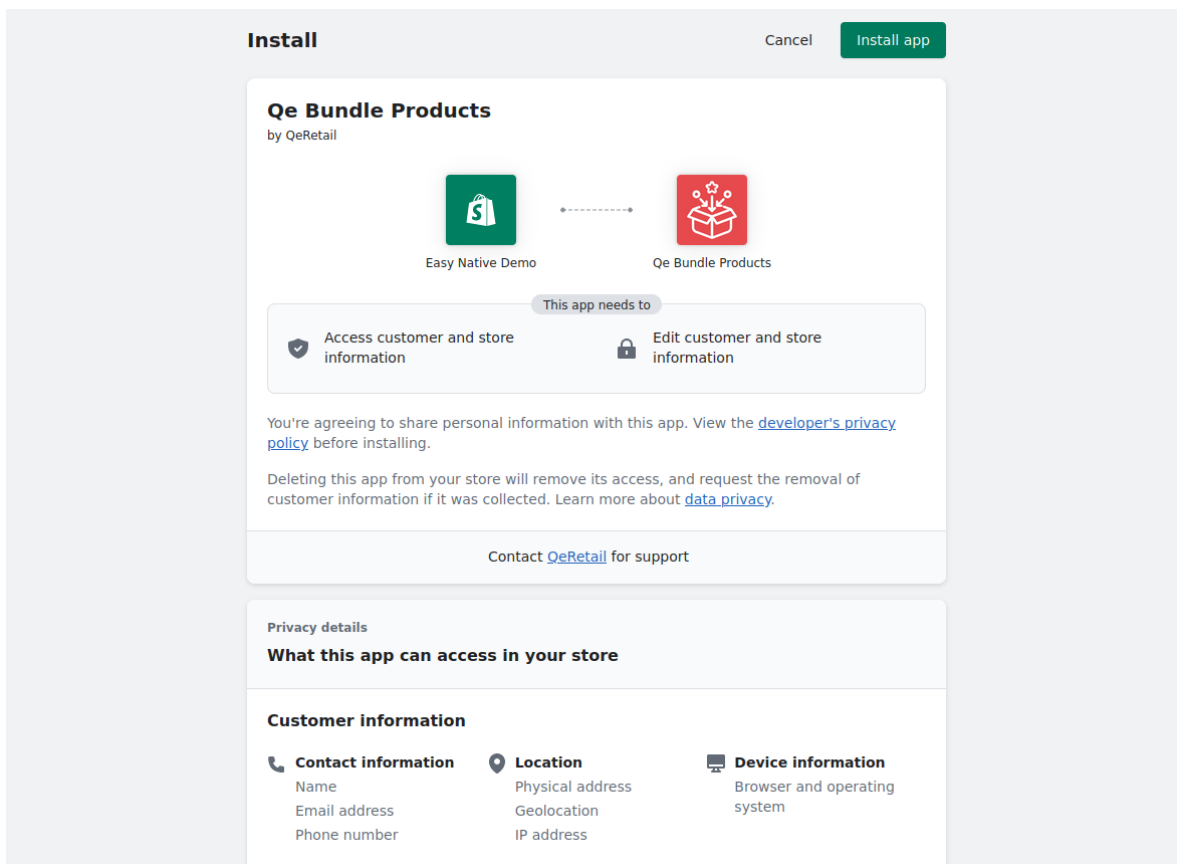 Install
Cancel
Install app
Qe Bundle Products
by QeRetail
S
Easy Native Demo
Qe Bundle Products
This app needs to
Access customer and store
information
Edit customer and store
information
You're agreeing to share personal information with this app. View the developer's privacy
policy before installing.
Deleting this app from your store will remove its access, and request the removal of
customer information if it was collected. Learn more about data privacy.
Contact QeRetail for support
Privacy details
What this app can access in your store
Customer information
Contact information
Name
Email address
Phone number
Location
Physical address
Geolocation
IP address
Device information
Browser and operating
system